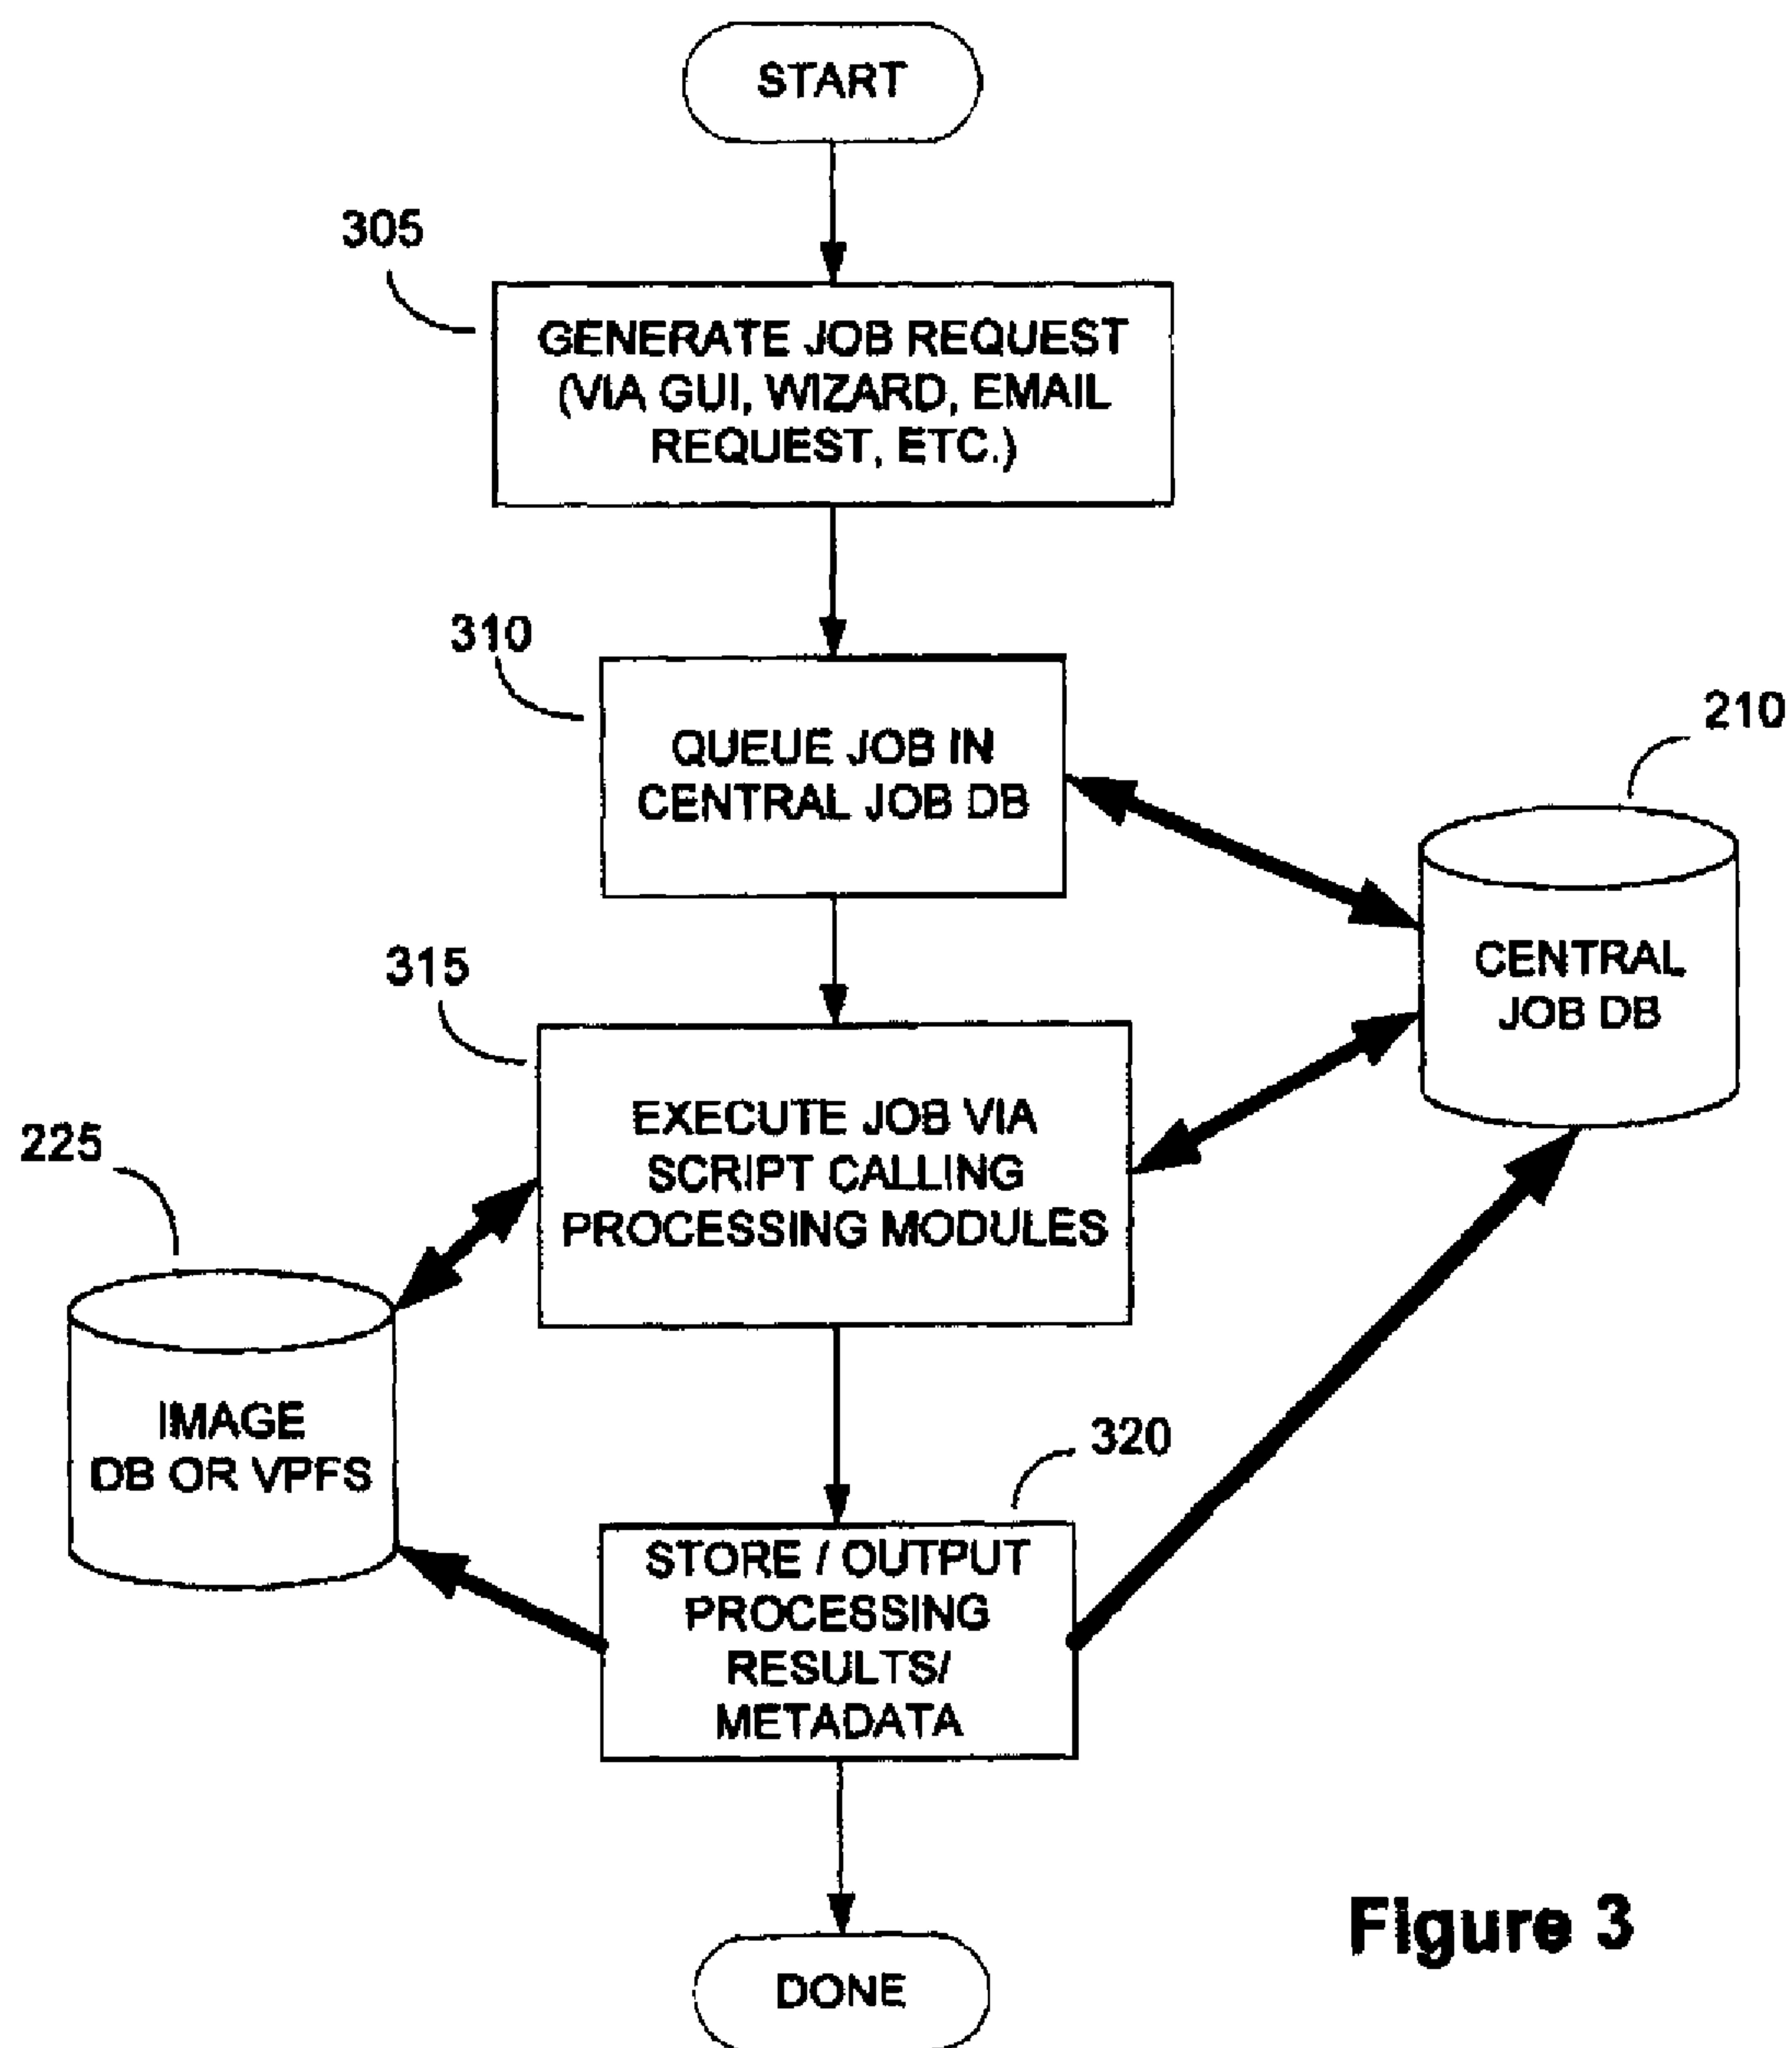 START
305
GENERATE JOB REQUEST
(VIA GUI, WIZARD, EMAIL
REQUEST, ETC.)
310
QUEUE JOB IN
CENTRAL JOB DB
210
CENTRAL
JOB DB
315
EXECUTE JOB VIA
SCRIPT CALLING
PROCESSING MODULES
225
IMAGE
DB OR VPFS
320
STORE / OUTPUT
PROCESSING
RESULTS/
METADATA
DONE
Figure 3